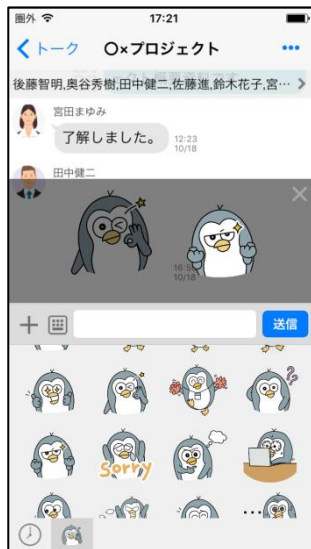 圏外 17:21
トーク ○×プロジェクト •••
後藤智明,奥谷秀樹,田中健二,佐藤進,鈴木花子,宮…
宮田まゆみ
了解しました。 12:23
10/18
田中健二
10/18
送信
Sorry